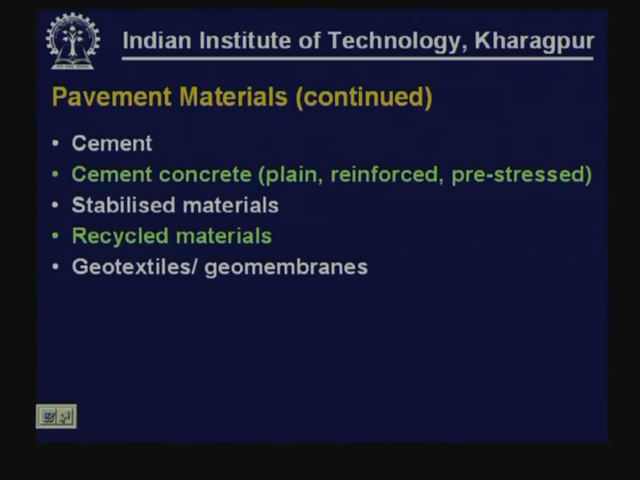 Indian Institute of Technology, Kharagpur
Pavement Materials (continued)
• Cement
• Cement concrete (plain, reinforced, pre-stressed)
• Stabilised materials
• Recycled materials
• Geotextiles/ geomembranes